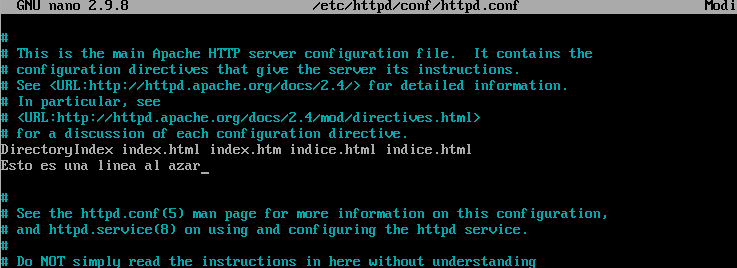 GNU nano 2.9.8 /etc/httpd/conf/httpd.conf Modi
#
# This is the main Apache HTTP server configuration file.  It contains the
# configuration directives that give the server its instructions.
# See <URL:http://httpd.apache.org/docs/2.4/> for detailed information.
# In particular, see
# <URL:http://httpd.apache.org/docs/2.4/mod/directives.html>
# for a discussion of each configuration directive.
DirectoryIndex index.html index.htm indice.html indice.html
Esto es una linea al azar_
#
# See the httpd.conf(5) man page for more information on this configuration,
# and httpd.service(8) on using and configuring the httpd service.
#
# Do NOT simply read the instructions in here without understanding